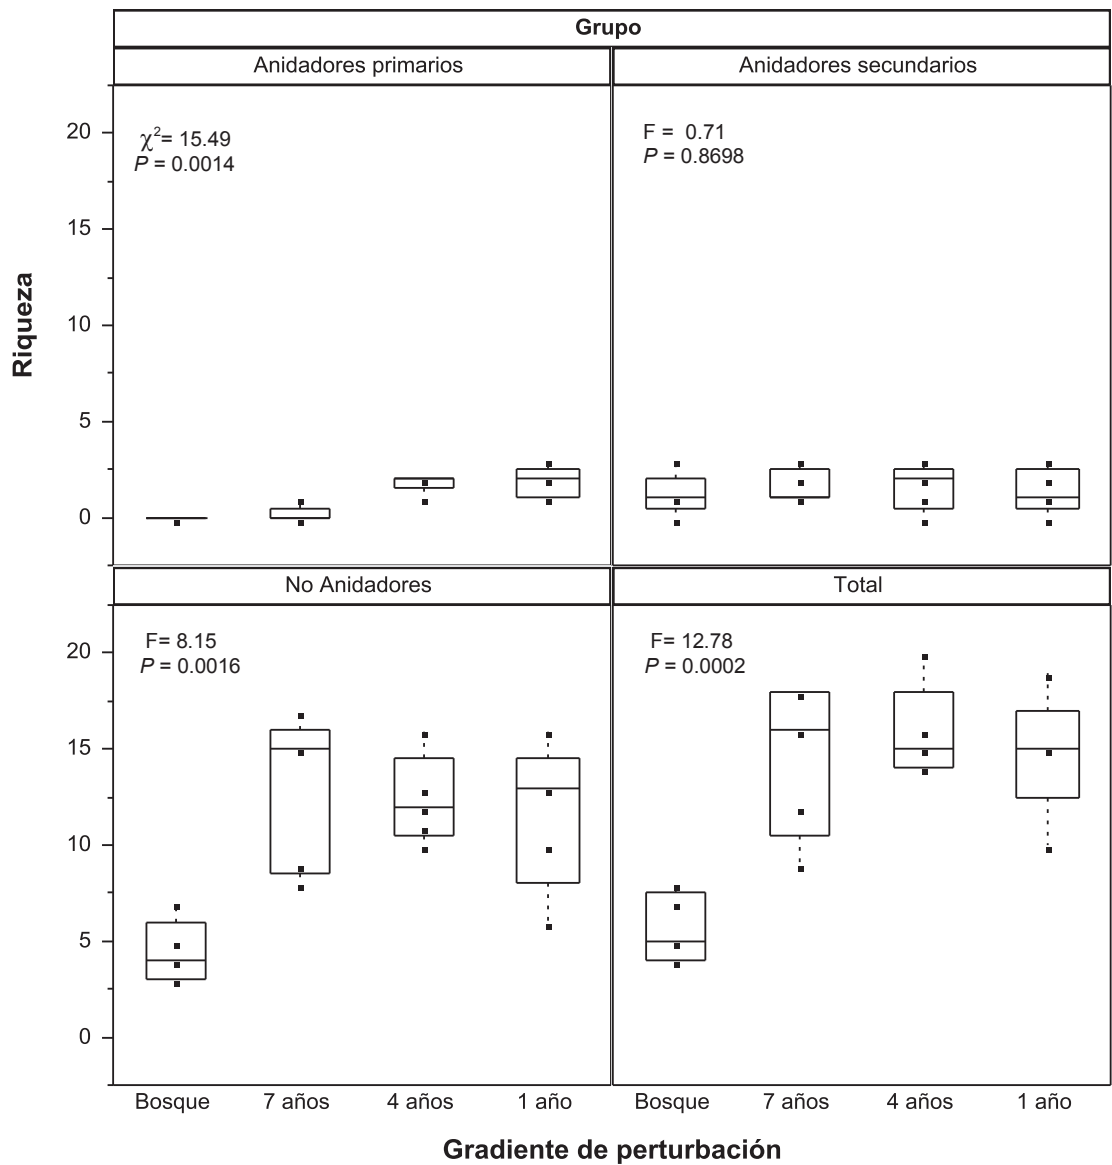 Grupo
Anidadores primarios
Anidadores secundarios
20
15
10
5
0
Riqueza
χ²= 15.49
P = 0.0014
F = 0.71
P = 0.8698
No Anidadores
Total
20
15
10
5
0
F= 8.15
P = 0.0016
F= 12.78
P = 0.0002
Bosque 7 años 4 años 1 año Bosque 7 años 4 años 1 año
Gradiente de perturbación